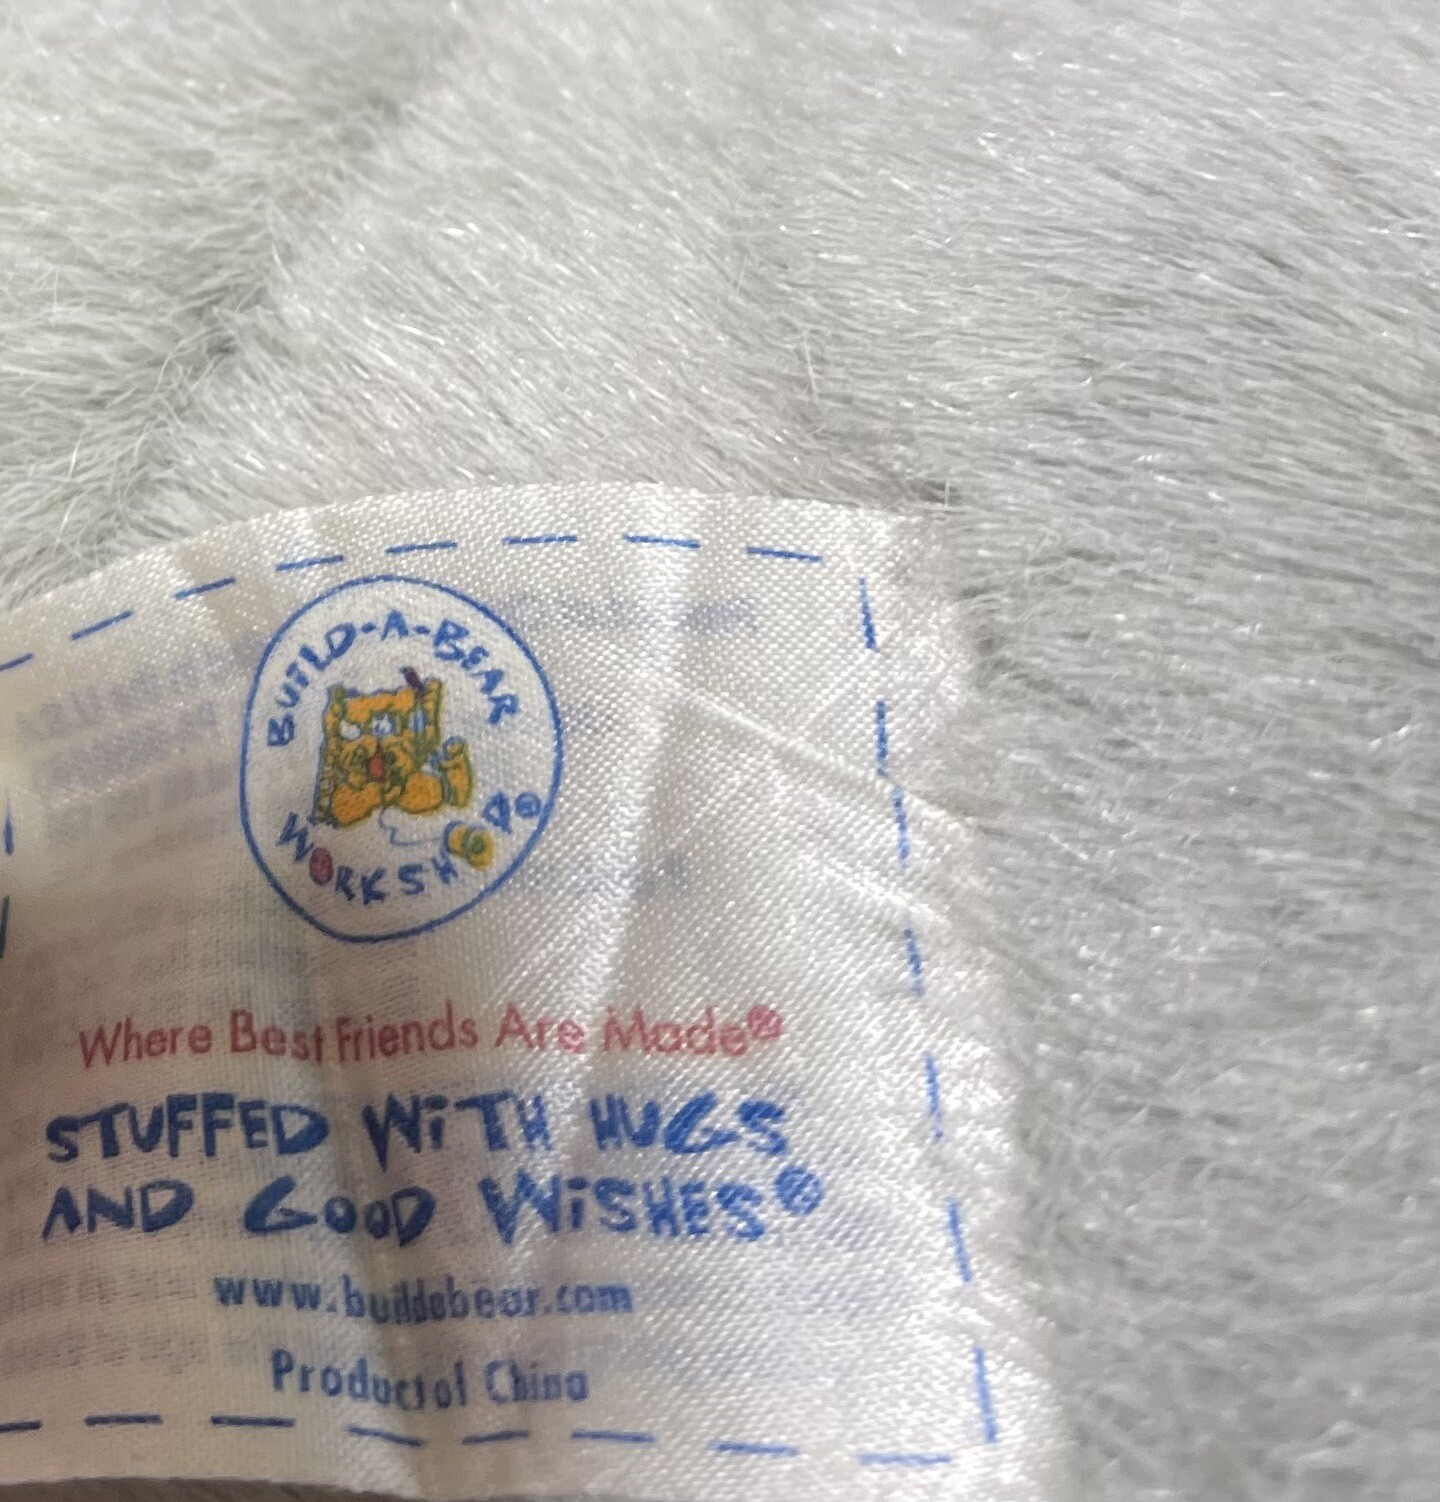 BUILD-A-BEAR
WORKSHOP®
Where Best Friends Are Made®
STUFFED WITH HUGS
AND GOOD WISHES®
www.buildabear.com
Product of China